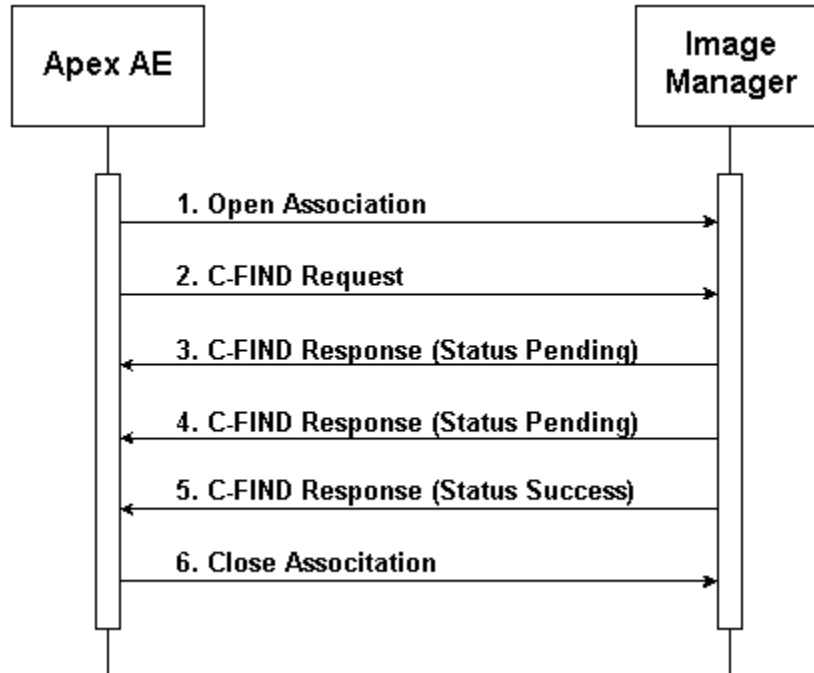 Apex AE
Image
Manager
1. Open Association
2. C-FIND Request
3. C-FIND Response (Status Pending)
4. C-FIND Response (Status Pending)
5. C-FIND Response (Status Success)
6. Close Associtation